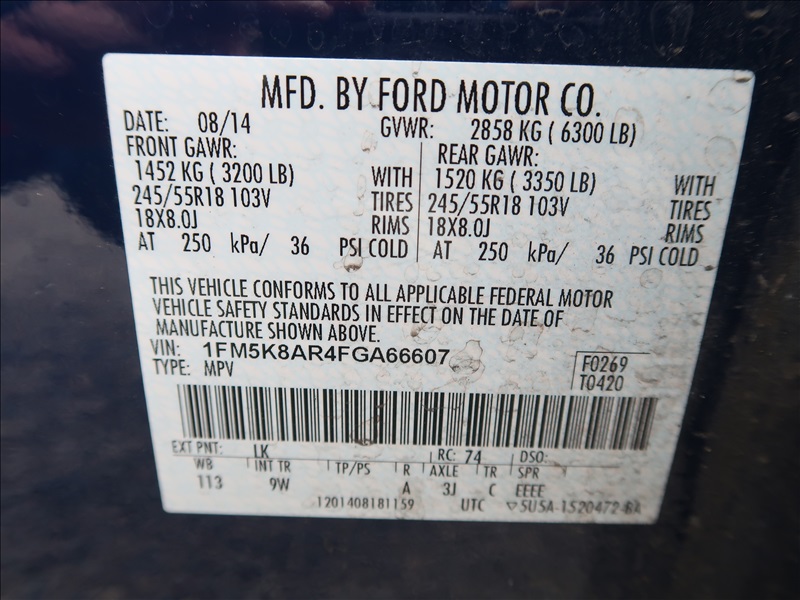 MFD. BY FORD MOTOR CO.
DATE: 08/14 GVWR: 2858 KG ( 6300 LB)
FRONT GAWR: REAR GAWR:
1452 KG ( 3200 LB) WITH 1520 KG ( 3350 LB) WITH
245/55R18 103V TIRES 245/55R18 103V TIRES
18X8.0J RIMS 18X8.0J RIMS
AT 250 kPa/ 36 PSI COLD AT 250 kPa/ 36 PSI COLD
THIS VEHICLE CONFORMS TO ALL APPLICABLE FEDERAL MOTOR
VEHICLE SAFETY STANDARDS IN EFFECT ON THE DATE OF
MANUFACTURE SHOWN ABOVE.
VIN: 1FM5K8AR4FGA66607 F0269
TYPE: MPV T0420
EXT PNT: LK RC: 74 DSO:
WB INT TR TP/PS R AXLE TR SPR
113 9W A 3J C EEEE
1201408181159 UTC ▽5U5A-1520472-BA